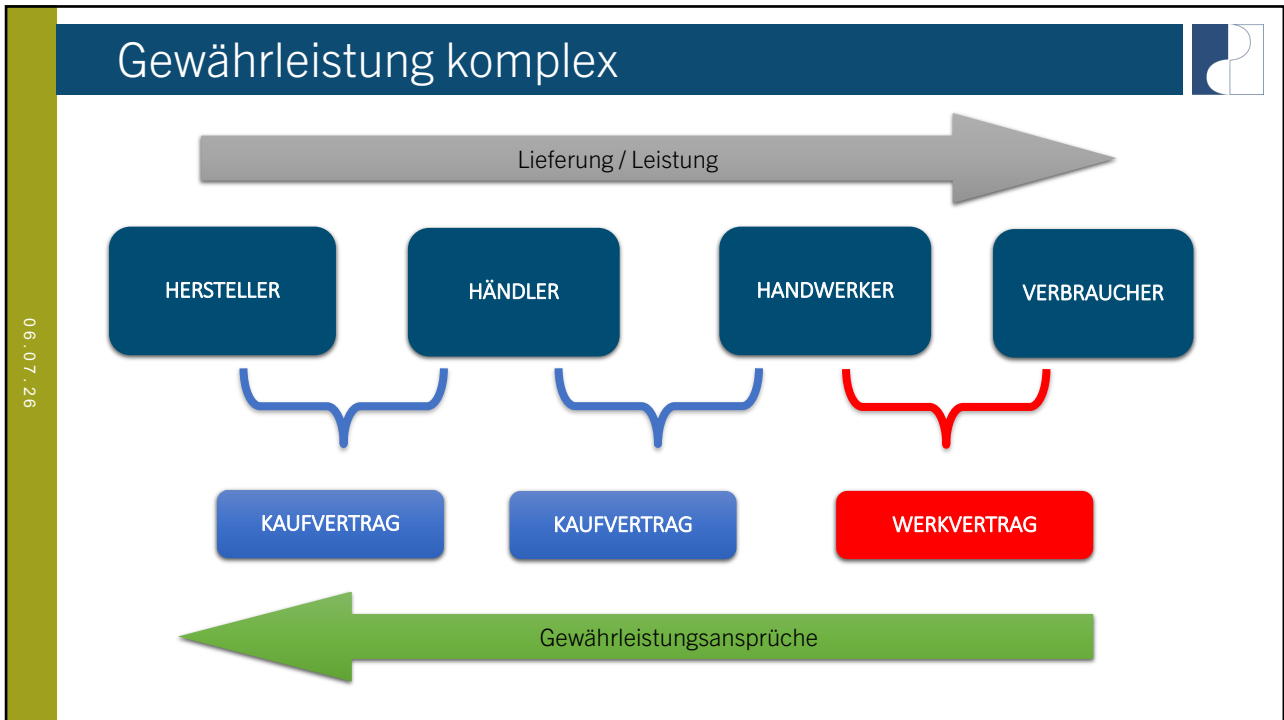 Gewährleistung komplex
Lieferung / Leistung
HERSTELLER
HÄNDLER
HANDWERKER
VERBRAUCHER
06.07.26
KAUFVERTRAG
KAUFVERTRAG
WERKVERTRAG
Gewährleistungsansprüche